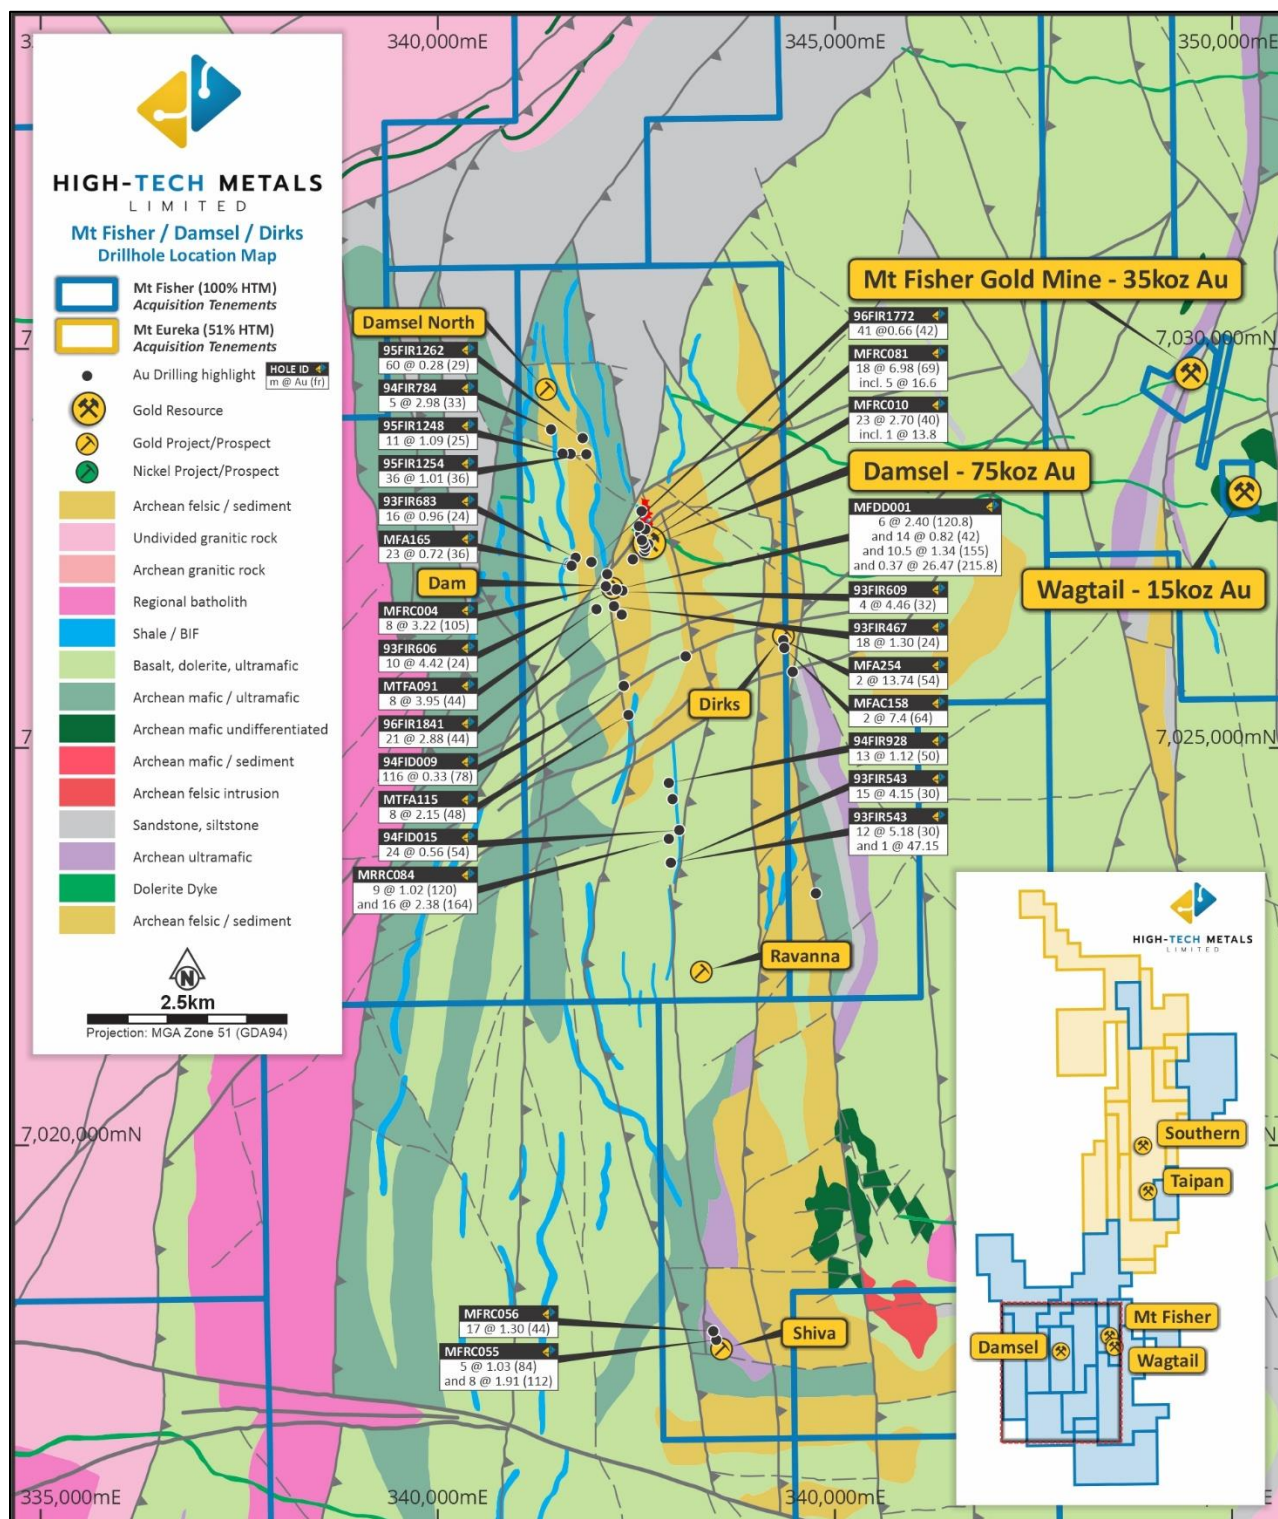 340,000mE
345,000mE
350,000mE
HIGH-TECH METALS
LIMITED
Mt Fisher / Damsel / Dirks
Drillhole Location Map
Mt Fisher (100% HTM)
Acquisition Tenements
Mt Eureka (51% HTM)
Acquisition Tenements
Au Drilling highlight
HOLE ID
m @ Au (fr)
Gold Resource
Gold Project/Prospect
Nickel Project/Prospect
Archean felsic / sediment
Undivided granitic rock
Archean granitic rock
Regional batholith
Shale / BIF
Basalt, dolerite, ultramafic
Archean mafic / ultramafic
Archean mafic undifferentiated
Archean mafic / sediment
Archean felsic intrusion
Sandstone, siltstone
Archean ultramafic
Dolerite Dyke
Archean felsic / sediment
N
2.5km
Projection: MGA Zone 51 (GDA94)
Damsel North
95FIR1262
60 @ 0.28 (29)
94FIR784
5 @ 2.98 (33)
95FIR1248
11 @ 1.09 (25)
95FIR1254
36 @ 1.01 (36)
93FIR683
16 @ 0.96 (24)
MFA165
23 @ 0.72 (36)
Dam
MFRC004
8 @ 3.22 (105)
93FIR606
10 @ 4.42 (24)
MTFA091
8 @ 3.95 (44)
96FIR1841
21 @ 2.88 (44)
94FID009
116 @ 0.33 (78)
MTFA115
8 @ 2.15 (48)
94FID015
24 @ 0.56 (54)
MRRC084
9 @ 1.02 (120)
and 16 @ 2.38 (164)
Mt Fisher Gold Mine - 35koz Au
96FIR1772
41 @0.66 (42)
MFRC081
18 @ 6.98 (69)
incl. 5 @ 16.6
MFRC010
23 @ 2.70 (40)
incl. 1 @ 13.8
7,030,000mN
Damsel - 75koz Au
MFDD001
6 @ 2.40 (120.8)
and 14 @ 0.82 (42)
and 10.5 @ 1.34 (155)
and 0.37 @ 26.47 (215.8)
Wagtail - 15koz Au
93FIR609
4 @ 4.46 (32)
93FIR467
18 @ 1.30 (24)
MFA254
2 @ 13.74 (54)
Dirks
MFAC158
2 @ 7.4 (64)
94FIR928
13 @ 1.12 (50)
93FIR543
15 @ 4.15 (30)
93FIR543
12 @ 5.18 (30)
and 1 @ 47.15
7,025,000mN
Ravanna
7,020,000mN
MFRC056
17 @ 1.30 (44)
MFRC055
5 @ 1.03 (84)
and 8 @ 1.91 (112)
Shiva
HIGH-TECH METALS
LIMITED
Southern
Taipan
Mt Fisher
Damsel
Wagtail
335,000mE
340,000mE
340,000mE